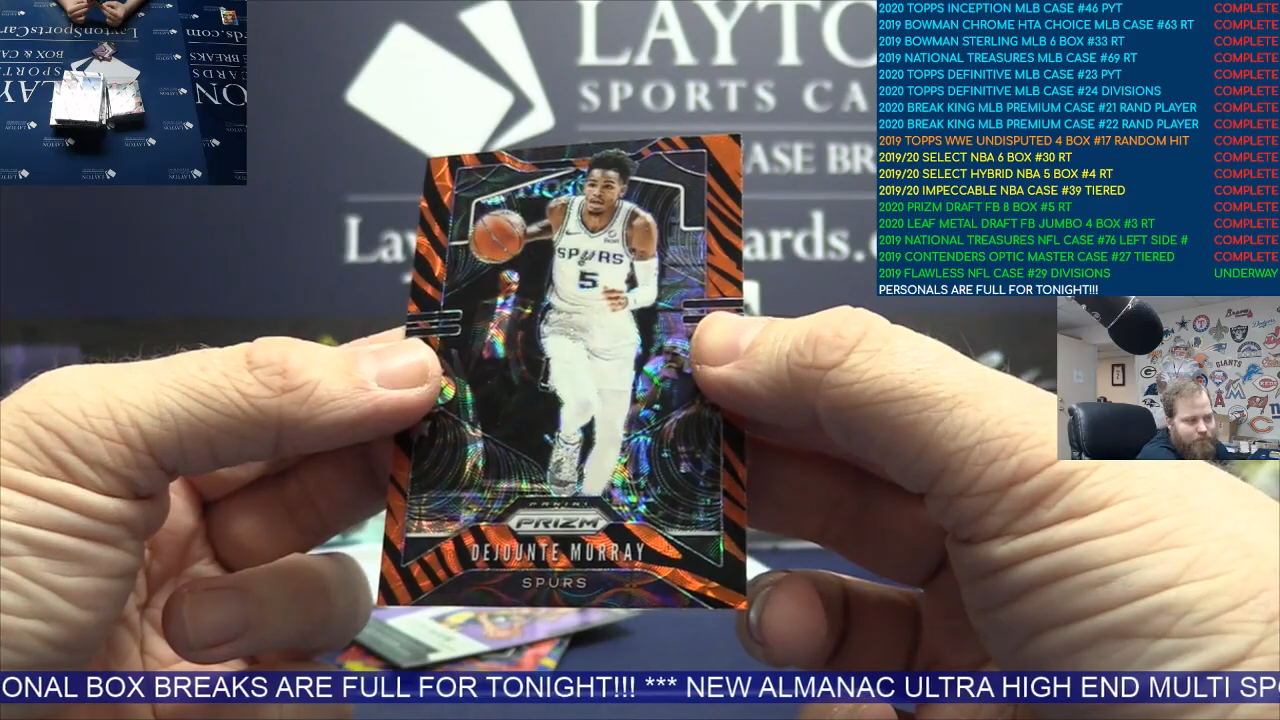 2020 TOPPS INCEPTION MLB CASE #46 PYT COMPLETE
2019 BOWMAN CHROME HTA CHOICE MLB CASE #63 RT COMPLETE
2019 BOWMAN STERLING MLB 6 BOX #33 RT COMPLETE
2019 NATIONAL TREASURES MLB CASE #69 RT COMPLETE
2020 TOPPS DEFINITIVE MLB CASE #23 PYT COMPLETE
2020 TOPPS DEFINITIVE MLB CASE #24 DIVISIONS COMPLETE
2020 BREAK KING MLB PREMIUM CASE #21 RAND PLAYER COMPLETE
2020 BREAK KING MLB PREMIUM CASE #22 RAND PLAYER COMPLETE
2019 TOPPS WWE UNDISPUTED 4 BOX #17 RANDOM HIT COMPLETE
2019/20 SELECT NBA 6 BOX #30 RT COMPLETE
2019/20 SELECT HYBRID NBA 5 BOX #4 RT COMPLETE
2019/20 IMPECCABLE NBA CASE #39 TIERED COMPLETE
2020 PRIZM DRAFT FB 8 BOX #5 RT COMPLETE
2020 LEAF METAL DRAFT FB JUMBO 4 BOX #3 RT COMPLETE
2019 NATIONAL TREASURES NFL CASE #76 LEFT SIDE # COMPLETE
2019 CONTENDERS OPTIC MASTER CASE #27 TIERED COMPLETE
2019 FLAWLESS NFL CASE #29 DIVISIONS UNDERWAY
PERSONALS ARE FULL FOR TONIGHT!!!
LAYTO
SPORTS CA
ASE BR
Lay
ards.
SPURS
5
PANINI
PRIZM
DEJOUNTE MURRAY
SPURS
GIANTS
ONAL BOX BREAKS ARE FULL FOR TONIGHT!!! *** NEW ALMANAC ULTRA HIGH END MULTI SP